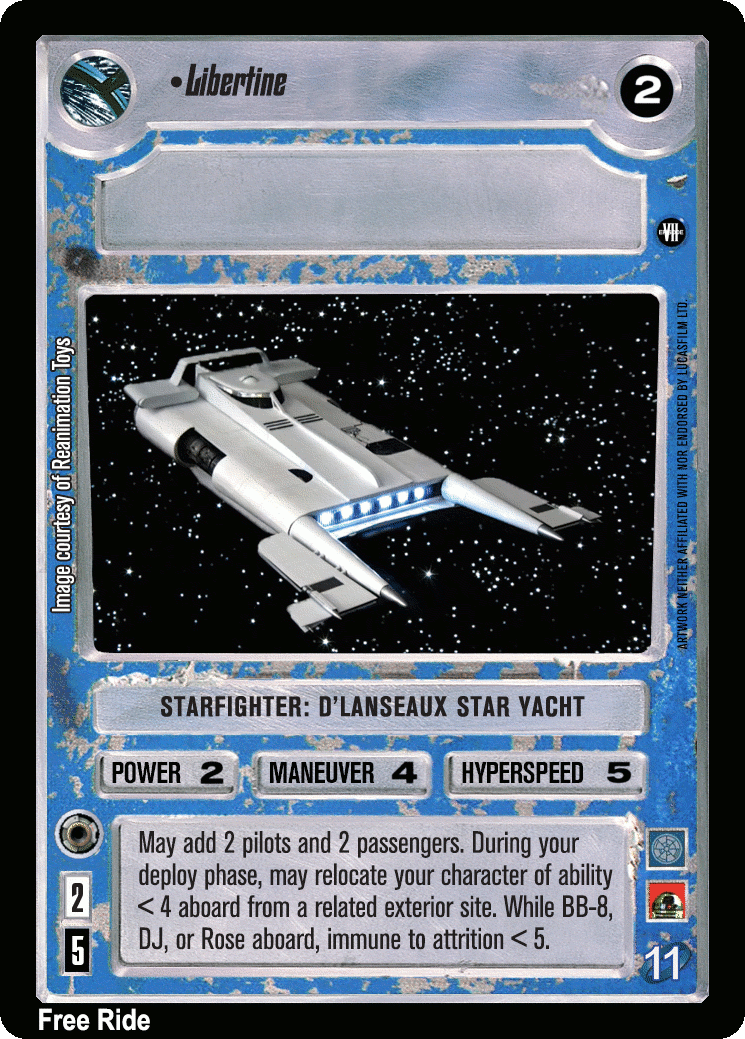 •Libertine
2
EPISODE
VII
Image courtesy of Reanimation Toys
ARTWORK NEITHER AFFILIATED WITH NOR ENDORSED BY LUCASFILM LTD.
STARFIGHTER: D'LANSEAUX STAR YACHT
POWER 2
MANEUVER 4
HYPERSPEED 5
May add 2 pilots and 2 passengers. During your
deploy phase, may relocate your character of ability
< 4 aboard from a related exterior site. While BB-8,
DJ, or Rose aboard, immune to attrition < 5.
2
5
11
Free Ride